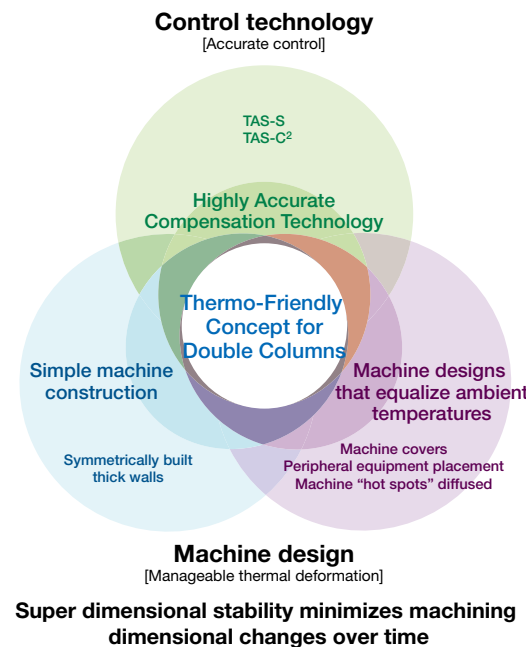 Control technology
[Accurate control]
TAS-S
TAS-C²
Highly Accurate
Compensation Technology
Thermo-Friendly
Concept for
Double Columns
Simple machine
construction
Machine designs
that equalize ambient
temperatures
Symmetrically built
thick walls
Machine covers
Peripheral equipment placement
Machine “hot spots” diffused
Machine design
[Manageable thermal deformation]
Super dimensional stability minimizes machining
dimensional changes over time